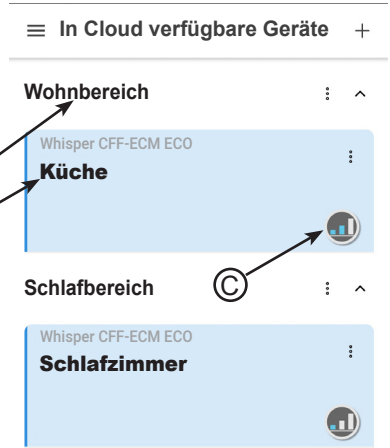 In Cloud verfügbare Geräte
Wohnbereich
Whisper CFF-ECM ECO
Küche
Schlafbereich
C
Whisper CFF-ECM ECO
Schlafzimmer